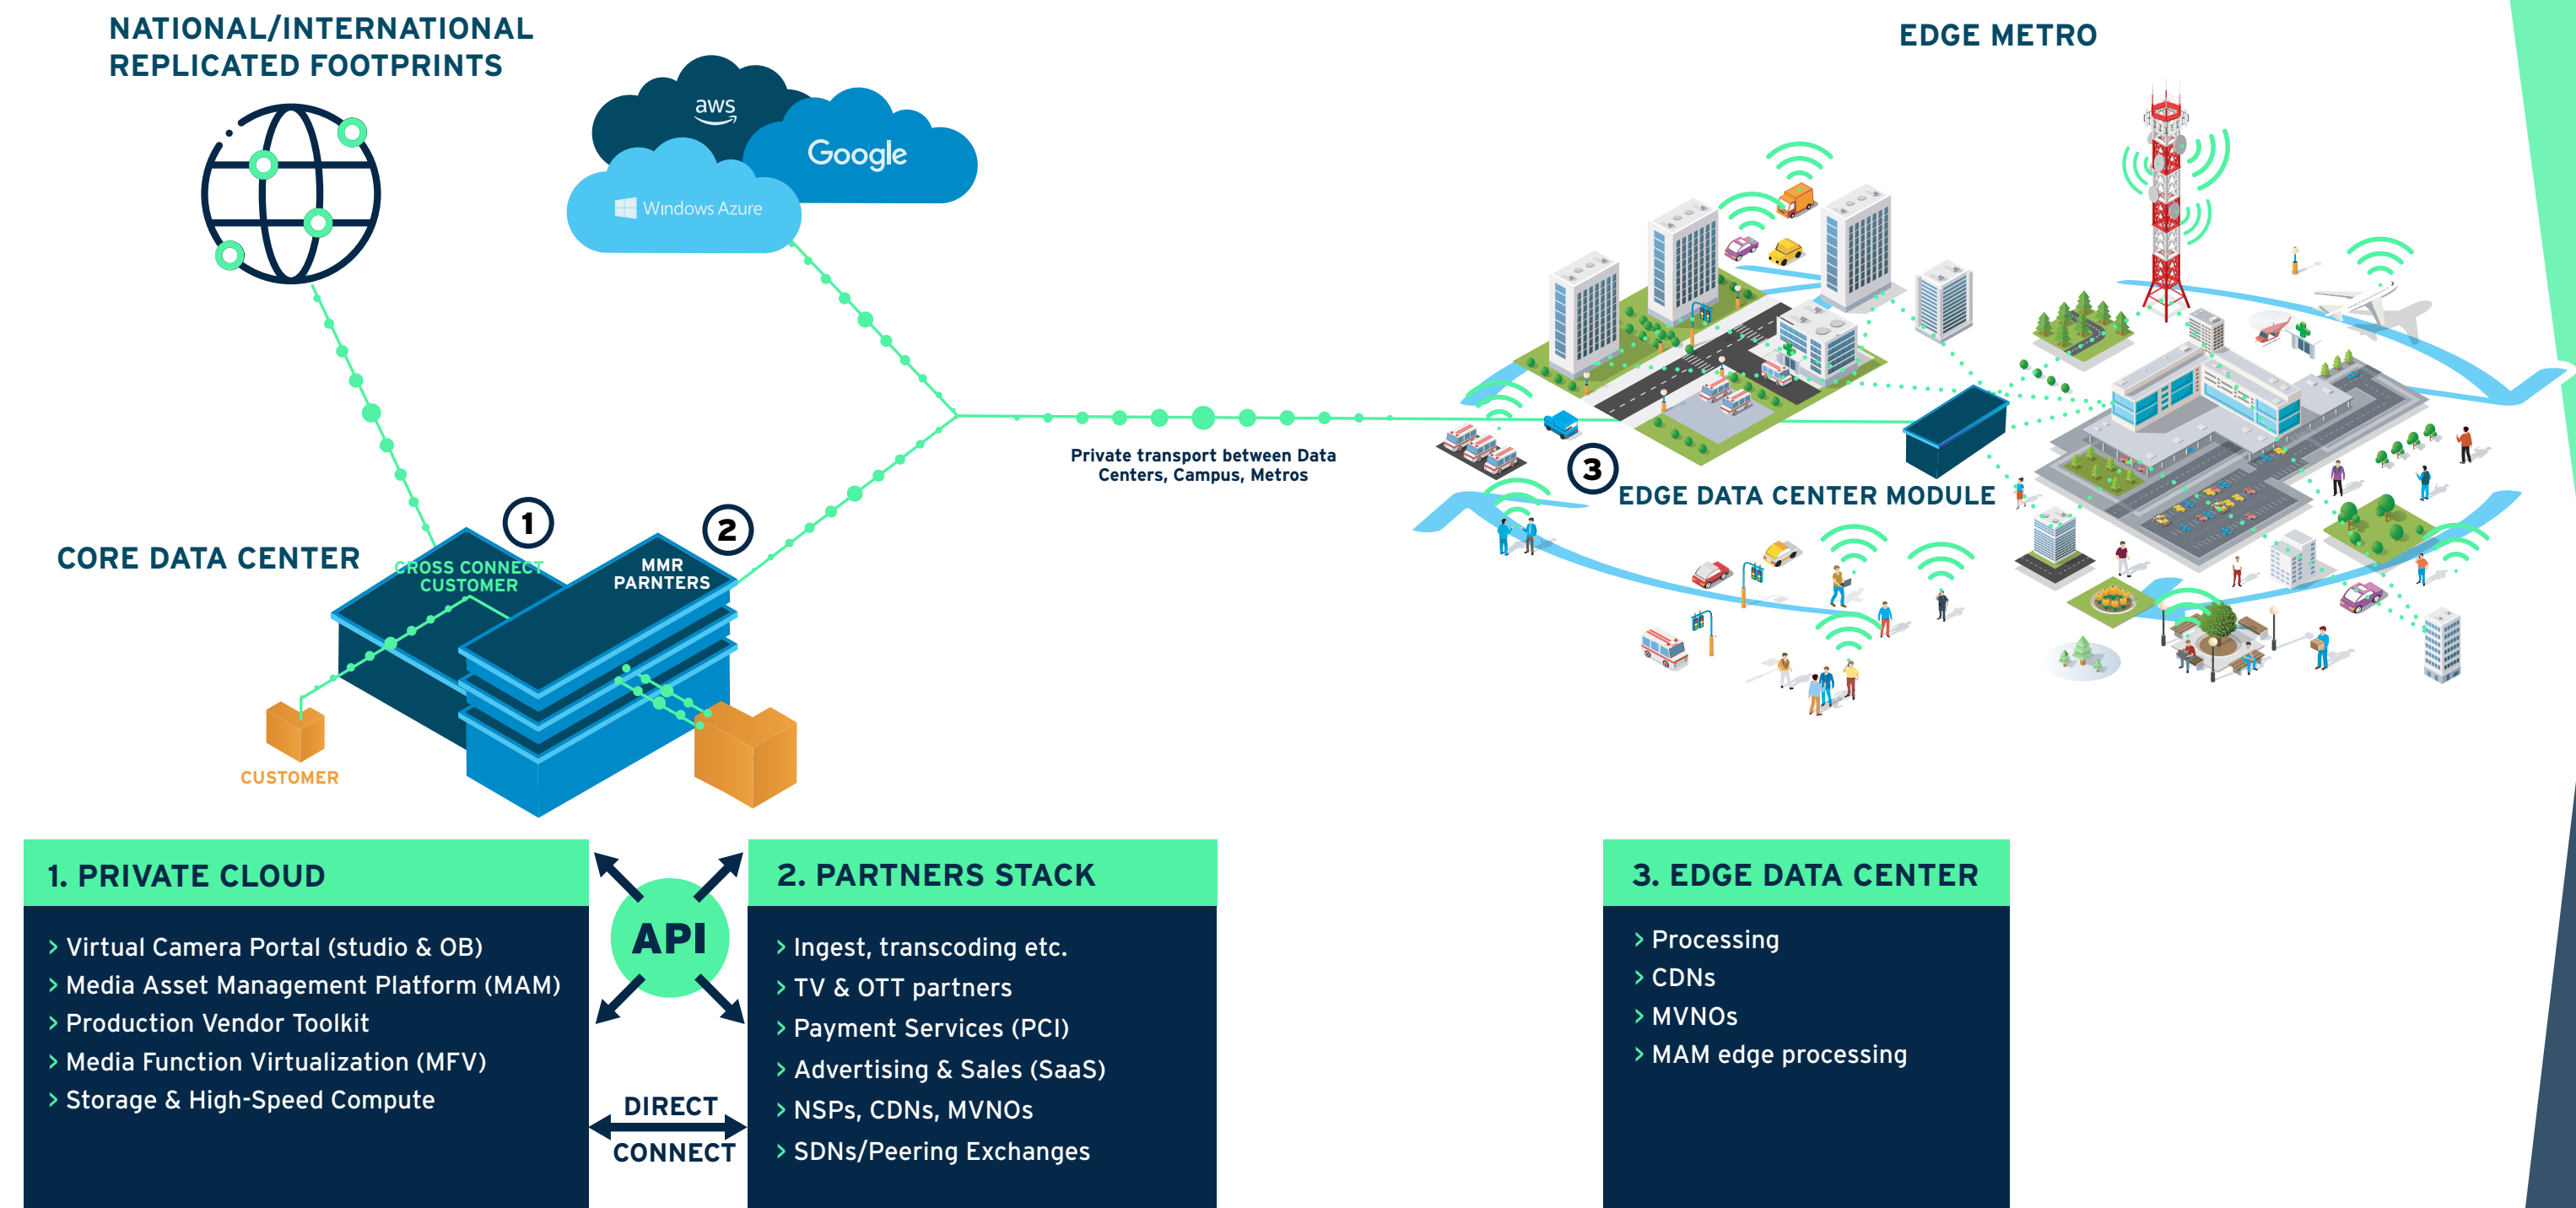 NATIONAL/INTERNATIONAL
REPLICATED FOOTPRINTS
aws
Google
Windows Azure
EDGE METRO
Private transport between Data
Centers, Campus, Metros
3
EDGE DATA CENTER MODULE
CORE DATA CENTER
1
CROSS CONNECT
CUSTOMER
2
MMR
PARNTERS
CUSTOMER
1. PRIVATE CLOUD
> Virtual Camera Portal (studio & OB)
> Media Asset Management Platform (MAM)
> Production Vendor Toolkit
> Media Function Virtualization (MFV)
> Storage & High-Speed Compute
API
DIRECT
CONNECT
2. PARTNERS STACK
> Ingest, transcoding etc.
> TV & OTT partners
> Payment Services (PCI)
> Advertising & Sales (SaaS)
> NSPs, CDNs, MVNOs
> SDNs/Peering Exchanges
3. EDGE DATA CENTER
> Processing
> CDNs
> MVNOs
> MAM edge processing